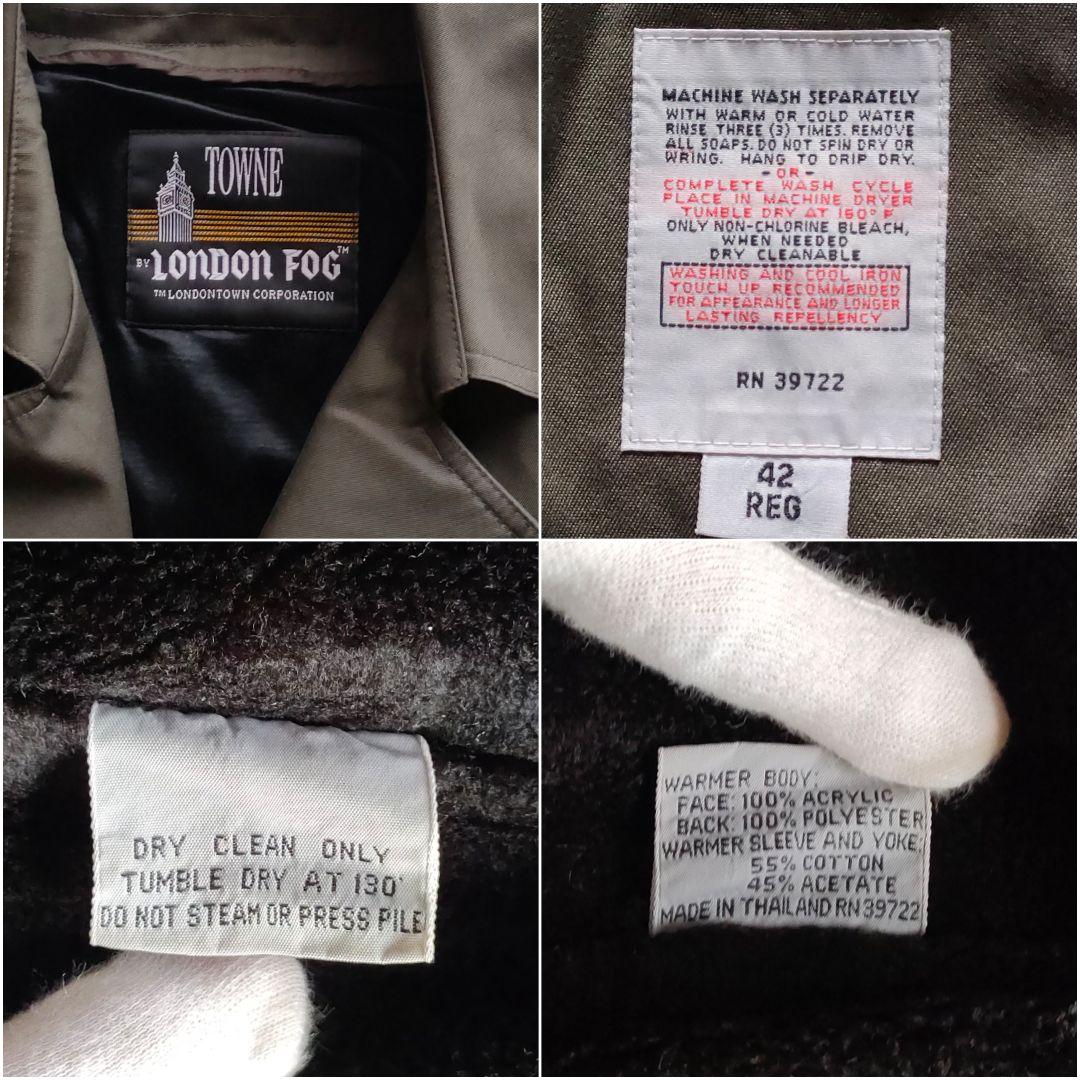 TOWNE
BY LONDON FOG™
™ LONDONTOWN CORPORATION
MACHINE WASH SEPARATELY
WITH WARM OR COLD WATER
RINSE THREE (3) TIMES. REMOVE
ALL SOAPS. DO NOT SPIN DRY OR
WRING. HANG TO DRIP DRY.
-OR-
COMPLETE WASH CYCLE
PLACE IN MACHINE DRYER
TUMBLE DRY AT 160° F
ONLY NON-CHLORINE BLEACH,
WHEN NEEDED
DRY CLEANABLE
WASHING AND COOL IRON
TOUCH UP RECOMMENDED
FOR APPEARANCE AND LONGER
LASTING REPELLENCY
RN 39722
42
REG
DRY CLEAN ONLY
TUMBLE DRY AT 130°
DO NOT STEAM OR PRESS PILE
WARMER BODY:
FACE: 100% ACRYLIC
BACK: 100% POLYESTER
WARMER SLEEVE AND YOKE:
55% COTTON
45% ACETATE
MADE IN THAILAND RN39722